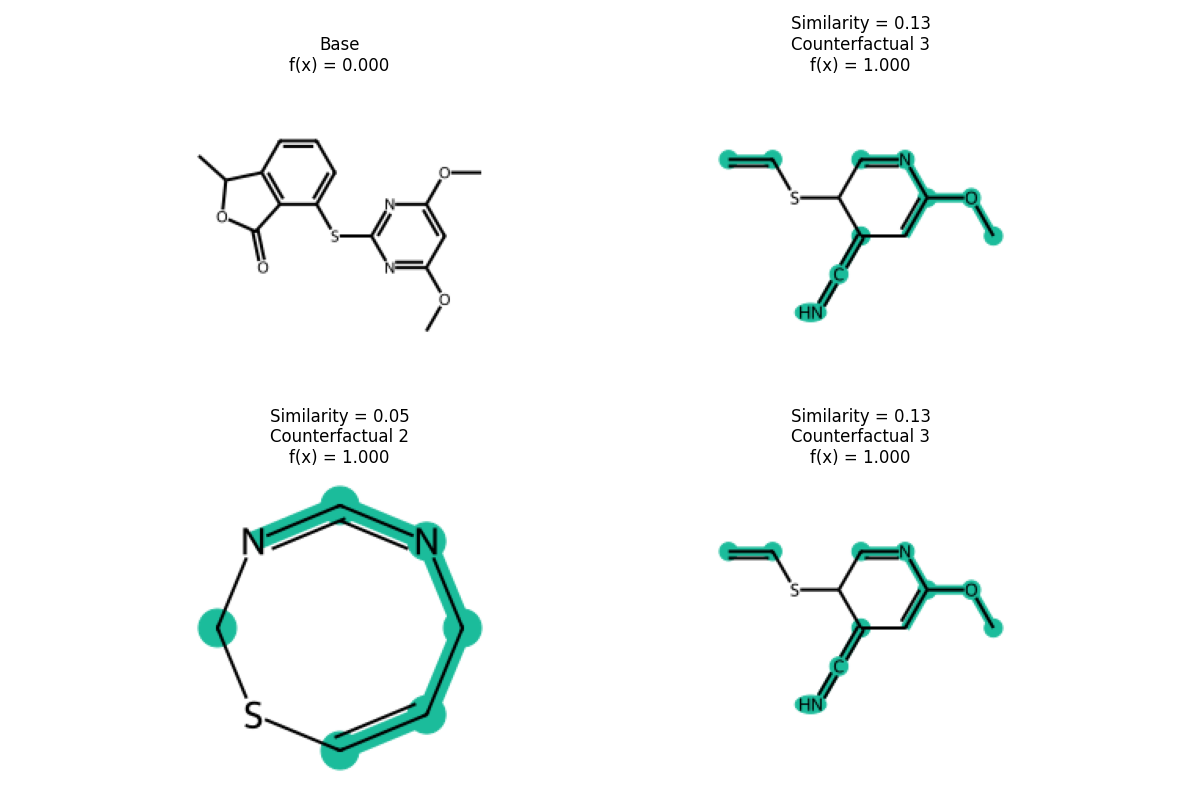 Base
f(x) = 0.000
Similarity = 0.13
Counterfactual 3
f(x) = 1.000
O
O
O
S
N
N
O
S
N
O
C
HN
Similarity = 0.05
Counterfactual 2
f(x) = 1.000
Similarity = 0.13
Counterfactual 3
f(x) = 1.000
N
N
S
N
S
O
C
HN